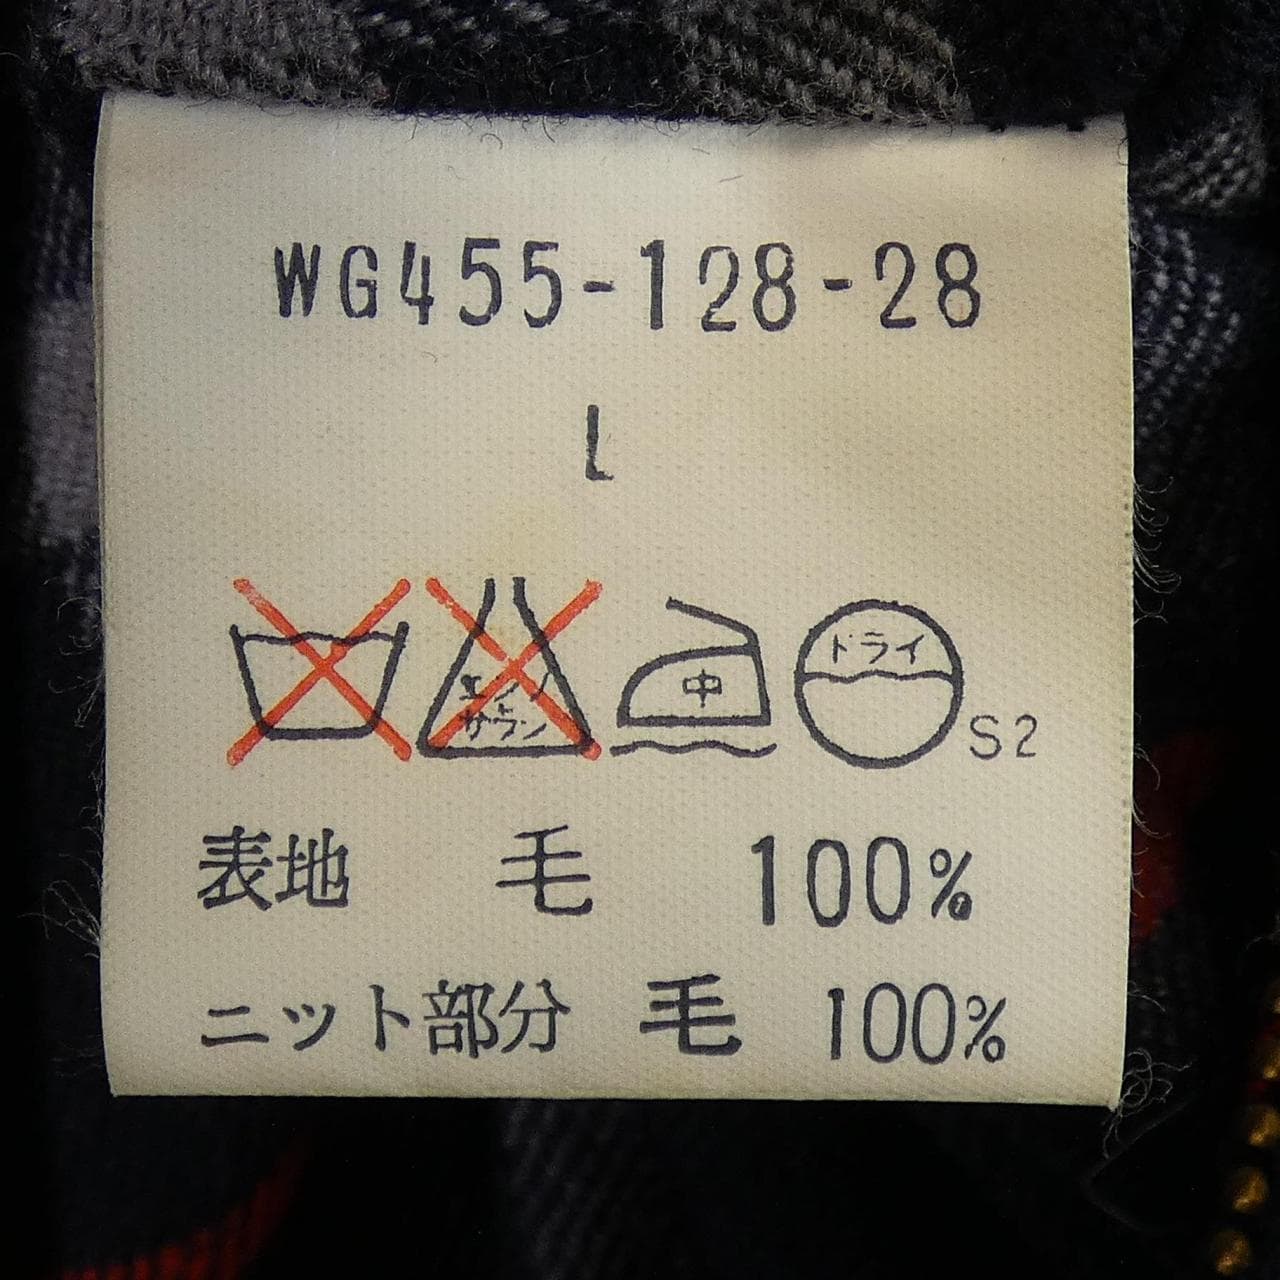 WG455-128-28
L
エンソ
サラシ
中
ドライ
S2
表地 毛 100%
ニット部分 毛 100%